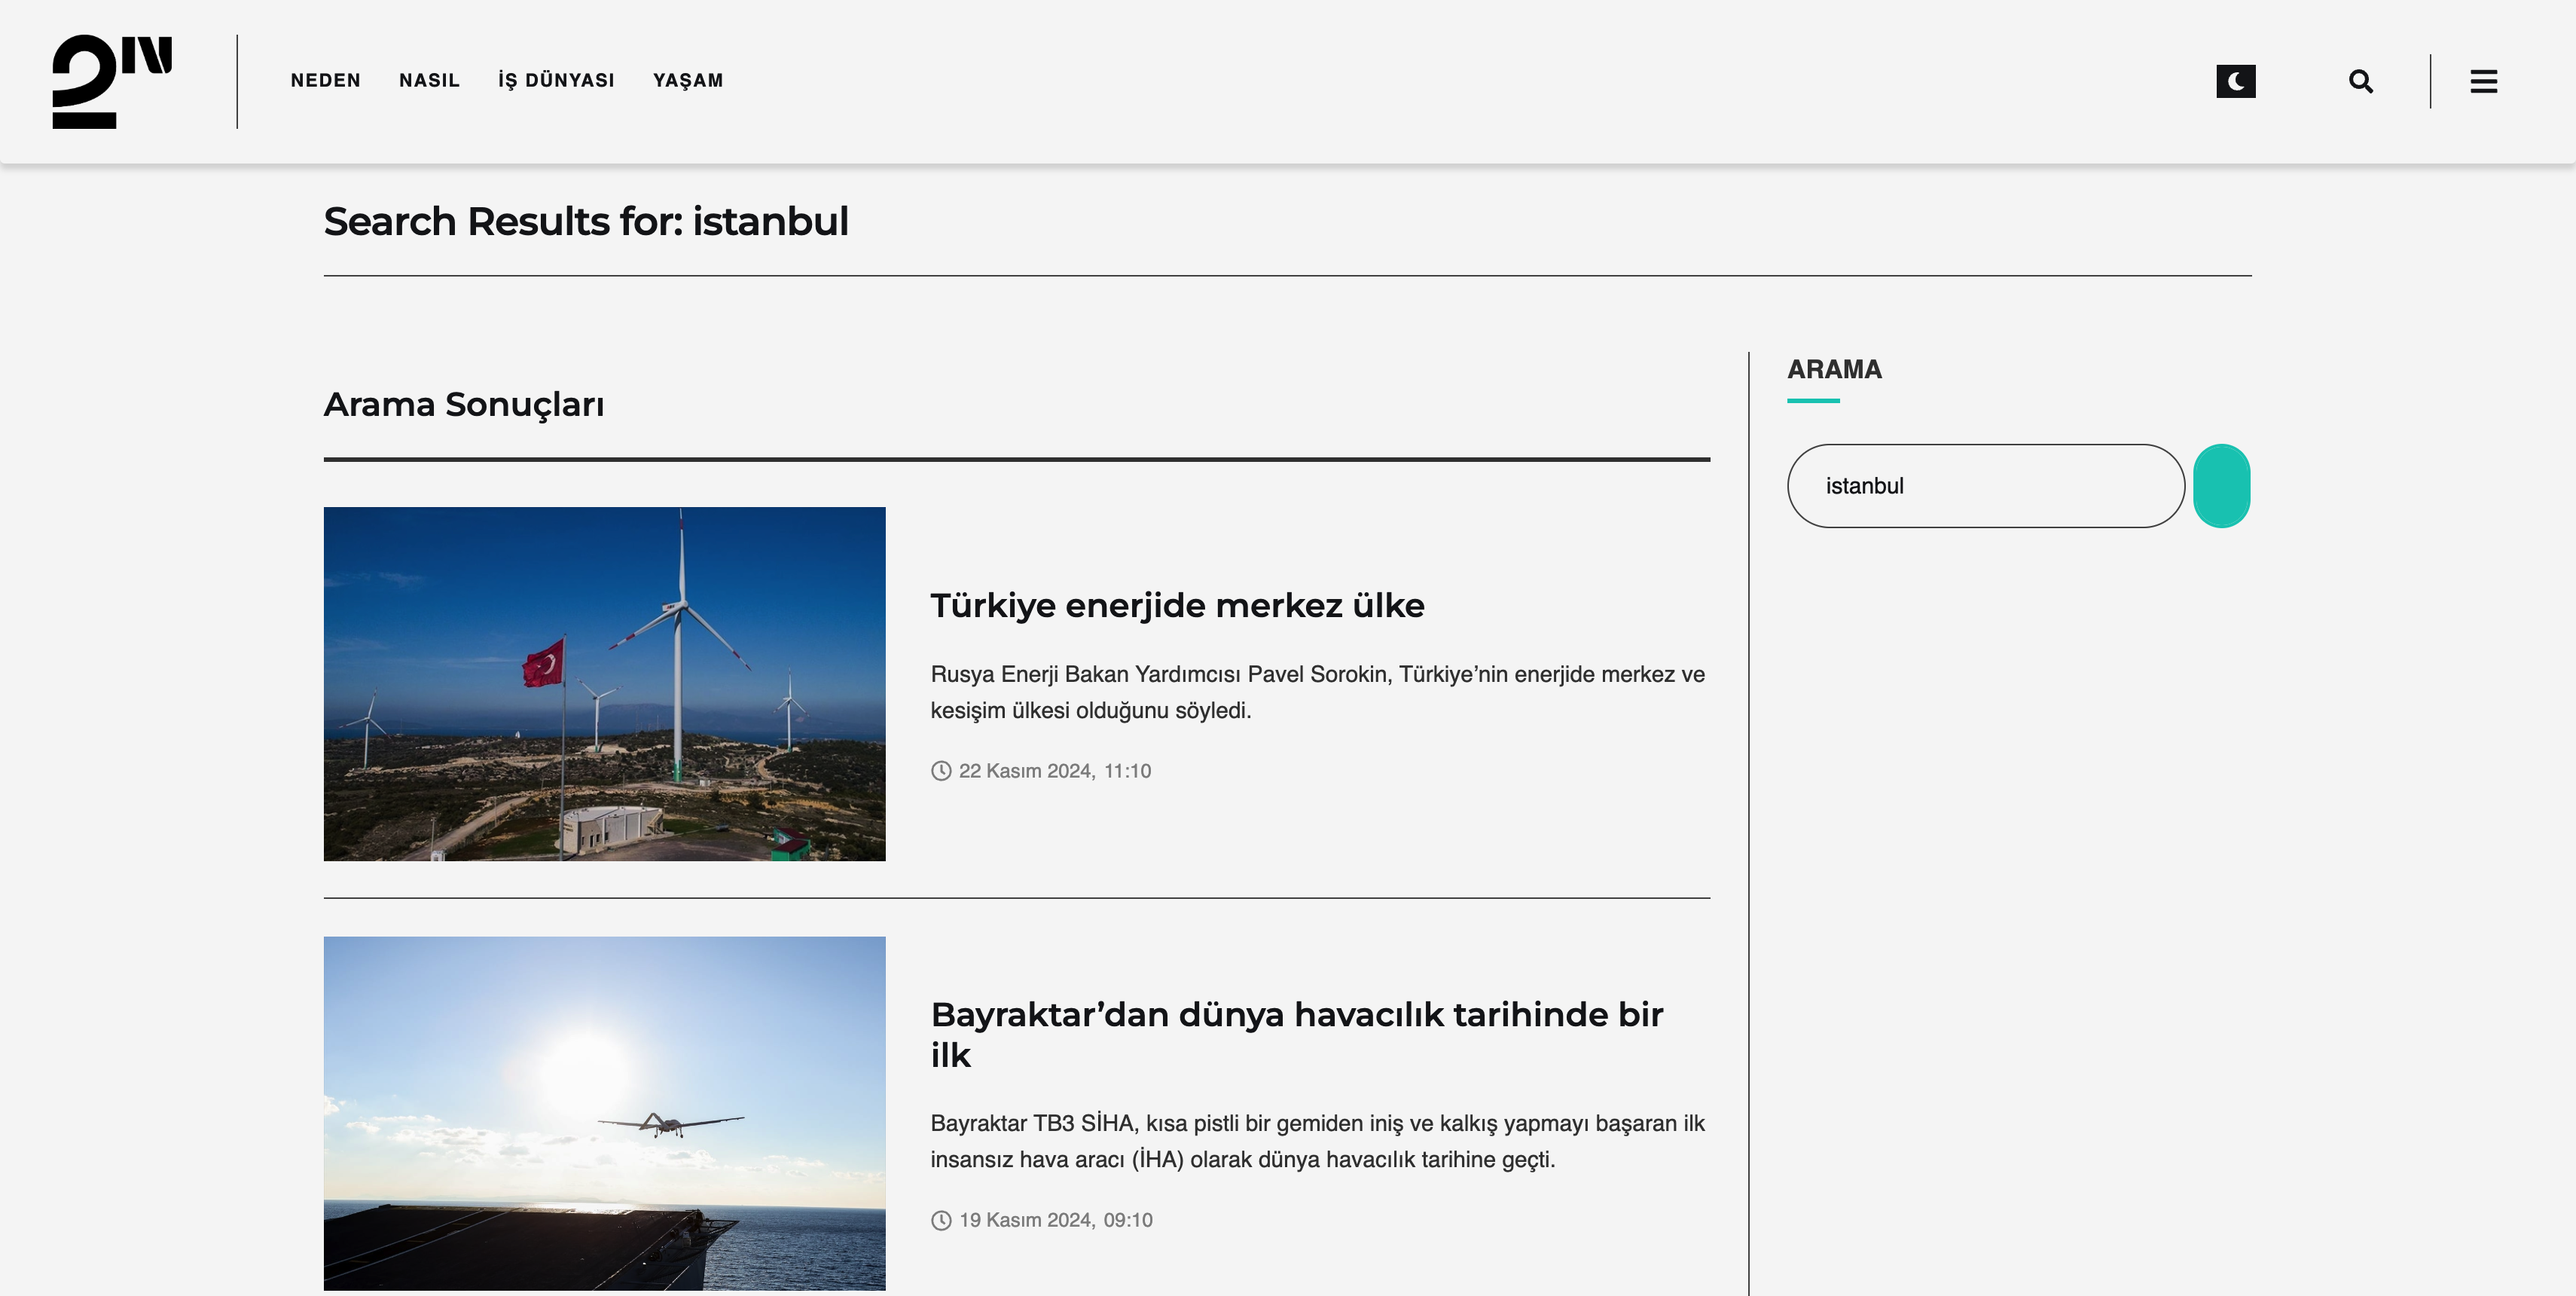 2N
NEDEN
NASIL
İŞ DÜNYASI
YAŞAM
Search Results for: istanbul
Arama Sonuçları
Türkiye enerjide merkez ülke
Rusya Enerji Bakan Yardımcısı Pavel Sorokin, Türkiye’nin enerjide merkez ve
kesişim ülkesi olduğunu söyledi.
22 Kasım 2024, 11:10
Bayraktar’dan dünya havacılık tarihinde bir
ilk
Bayraktar TB3 SİHA, kısa pistli bir gemiden iniş ve kalkış yapmayı başaran ilk
insansız hava aracı (İHA) olarak dünya havacılık tarihine geçti.
19 Kasım 2024, 09:10
ARAMA
istanbul